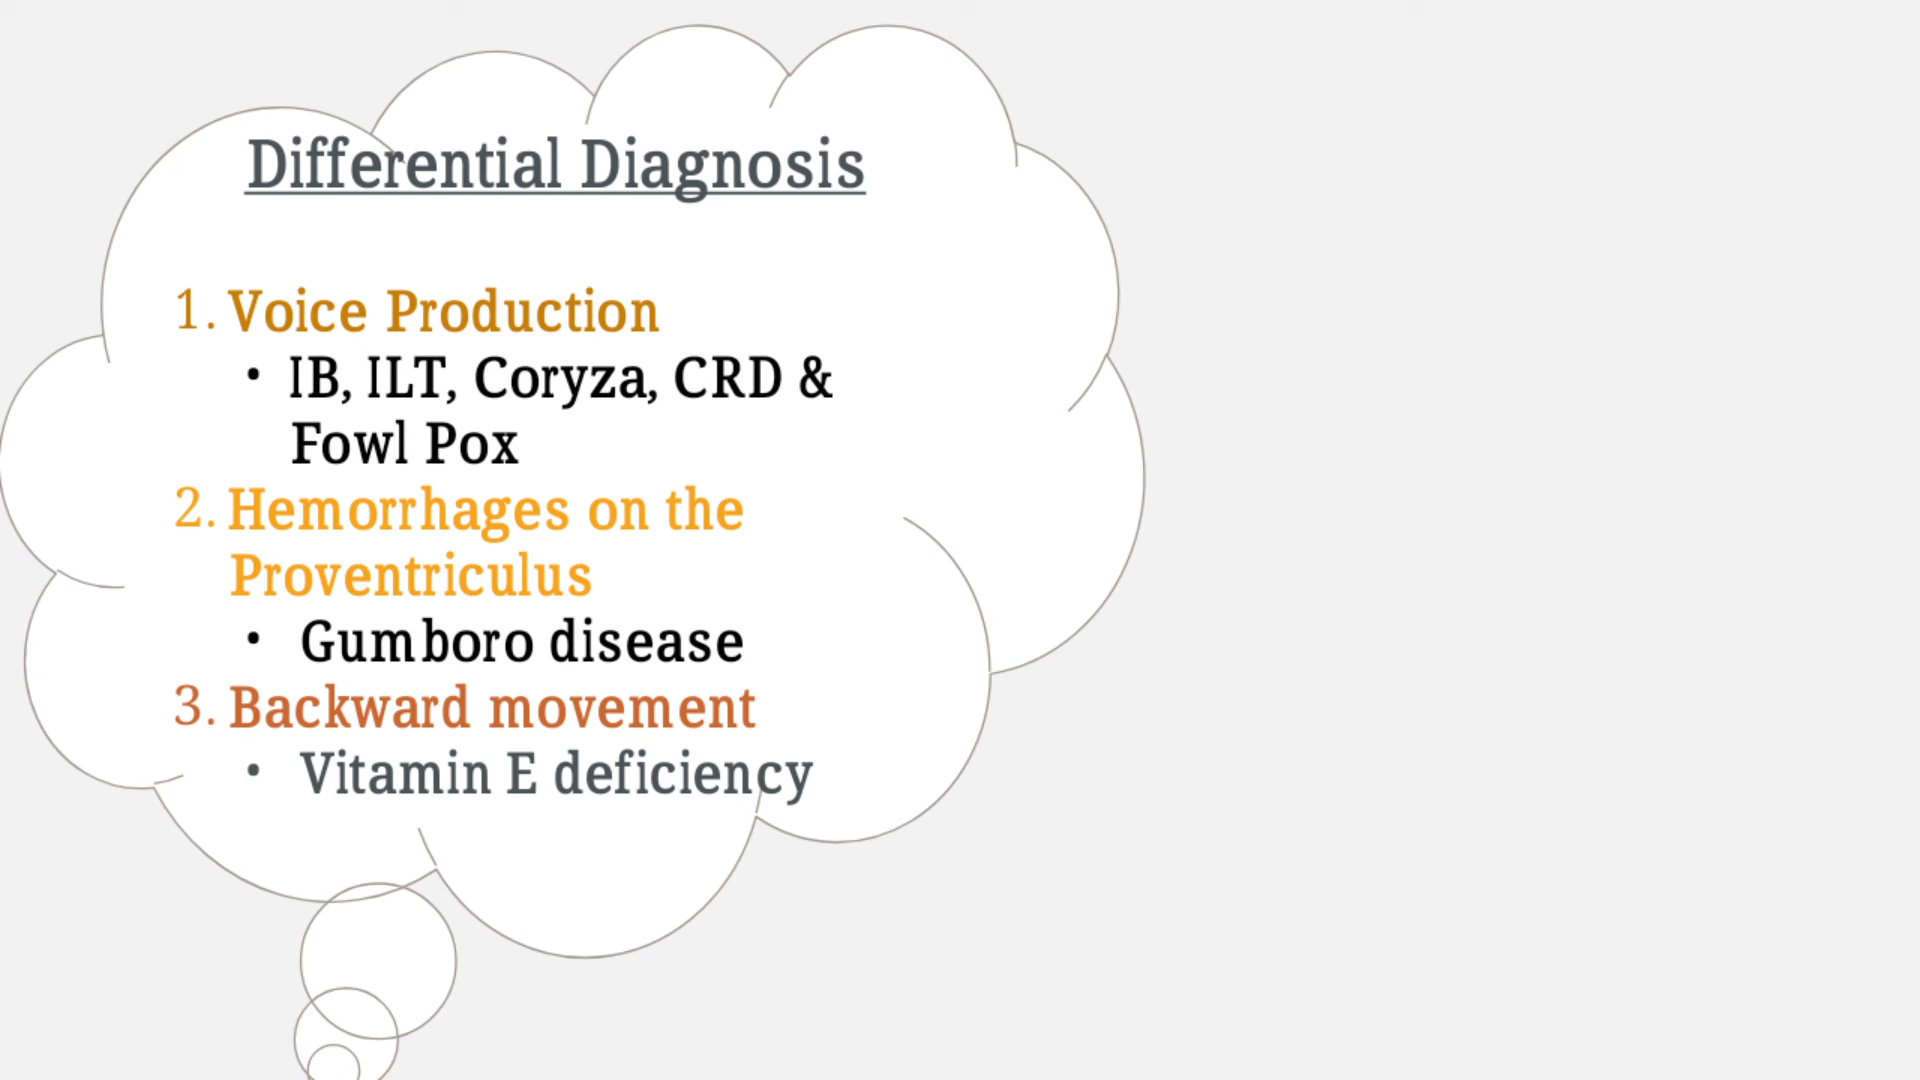 Differential Diagnosis
1. Voice Production
• IB, ILT, Coryza, CRD &
Fowl Pox
2. Hemorrhages on the
Proventriculus
• Gumboro disease
3. Backward movement
• Vitamin E deficiency